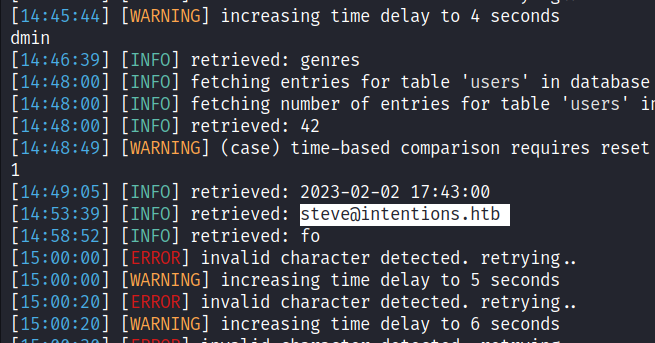 [14:45:44] [WARNING] increasing time delay to 4 seconds
dmin
[14:46:39] [INFO] retrieved: genres
[14:48:00] [INFO] fetching entries for table 'users' in database
[14:48:00] [INFO] fetching number of entries for table 'users' in
[14:48:00] [INFO] retrieved: 42
[14:48:49] [WARNING] (case) time-based comparison requires reset
1
[14:49:05] [INFO] retrieved: 2023-02-02 17:43:00
[14:53:39] [INFO] retrieved: steve@intentions.htb
[14:58:52] [INFO] retrieved: fo
[15:00:00] [ERROR] invalid character detected. retrying..
[15:00:00] [WARNING] increasing time delay to 5 seconds
[15:00:20] [ERROR] invalid character detected. retrying..
[15:00:20] [WARNING] increasing time delay to 6 seconds